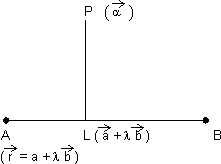 P (α⃗)
A L (a⃗ + λ b⃗) B
(r⃗ = a + λ b⃗)